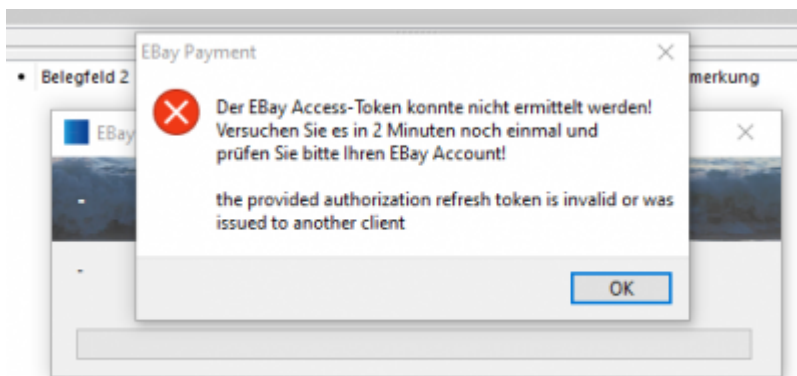 EBay Payment
• Belegfeld 2
merkung
EBay
Der EBay Access-Token konnte nicht ermittelt werden!
Versuchen Sie es in 2 Minuten noch einmal und
prüfen Sie bitte Ihren EBay Account!
the provided authorization refresh token is invalid or was
issued to another client
-
-
OK